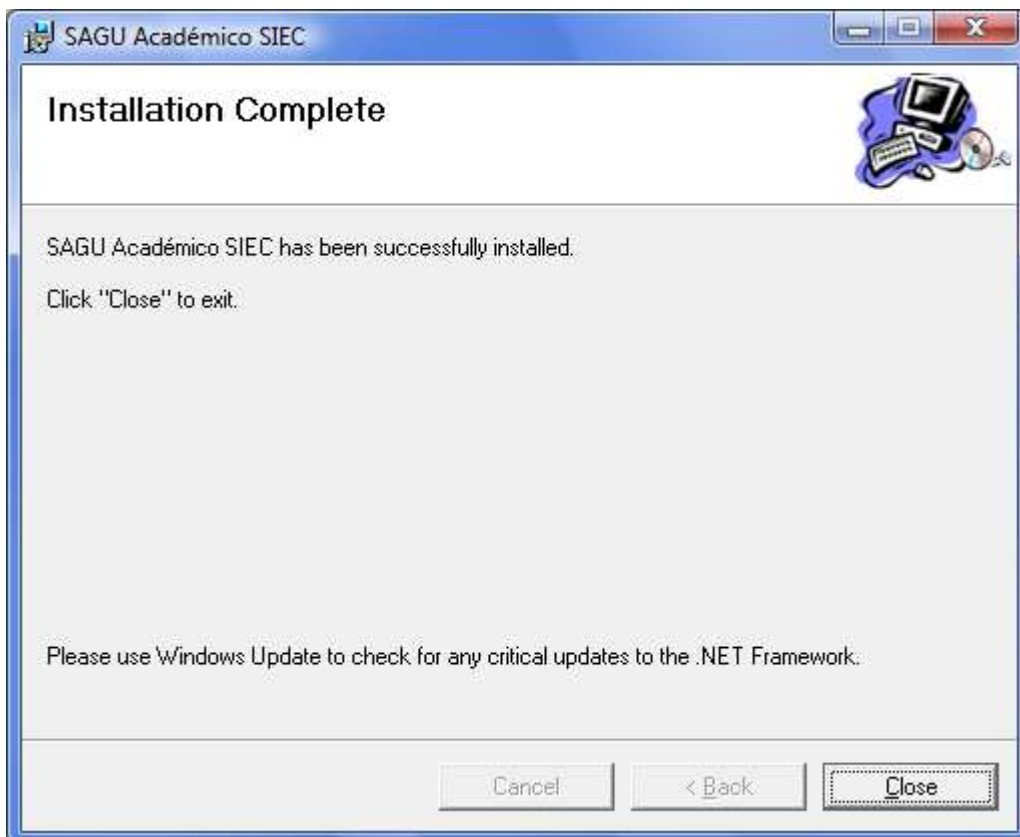 SAGU Académico SIEC
Installation Complete
SAGU Académico SIEC has been successfully installed.
Click "Close" to exit.
Please use Windows Update to check for any critical updates to the .NET Framework.
Cancel
< Back
Close